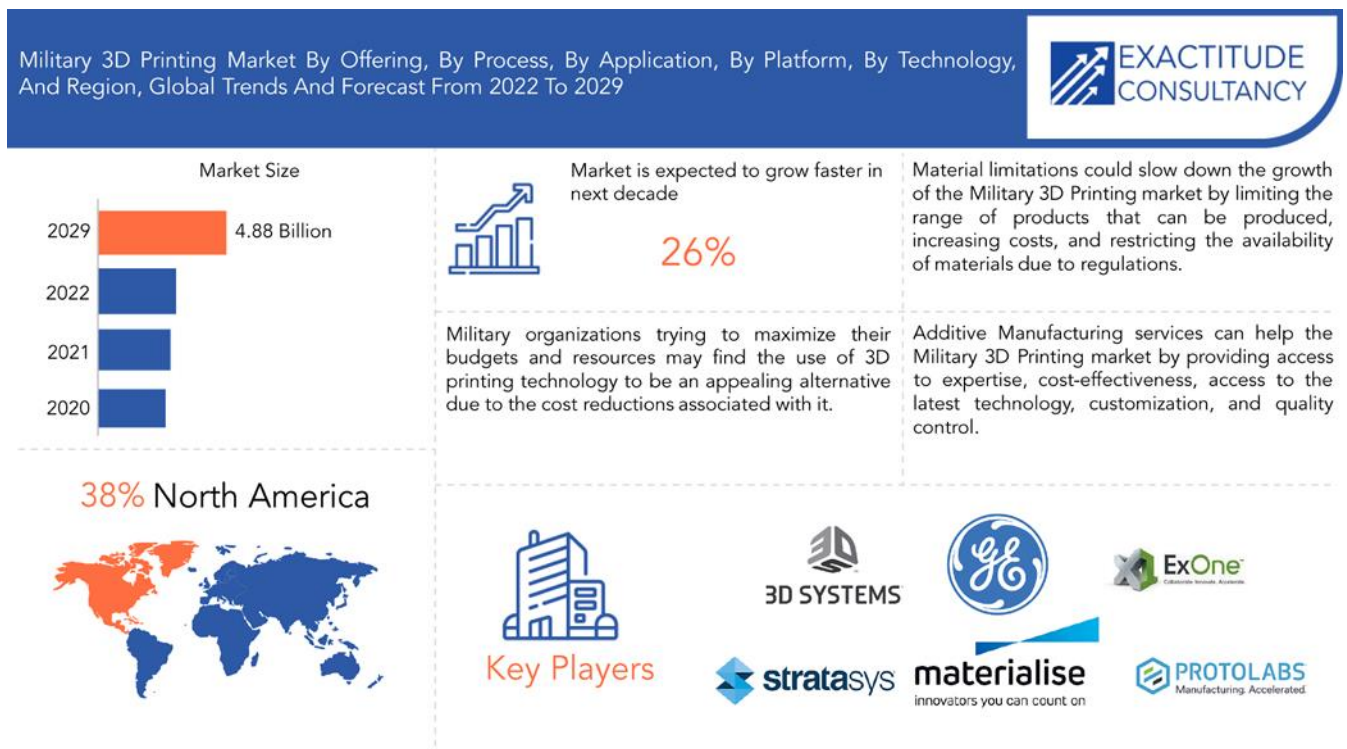 Military 3D Printing Market By Offering, By Process, By Application, By Platform, By Technology,
And Region, Global Trends And Forecast From 2022 To 2029
EXACTITUDE
CONSULTANCY
Market Size
2029
4.88 Billion
2022
2021
2020
Market is expected to grow faster in
next decade
26%
Material limitations could slow down the growth
of the Military 3D Printing market by limiting the
range of products that can be produced,
increasing costs, and restricting the availability
of materials due to regulations.
Military organizations trying to maximize their
budgets and resources may find the use of 3D
printing technology to be an appealing alternative
due to the cost reductions associated with it.
Additive Manufacturing services can help the
Military 3D Printing market by providing access
to expertise, cost-effectiveness, access to the
latest technology, customization, and quality
control.
38% North America
Key Players
3D
3D SYSTEMS
GE
ExOne™
Collaborate. Innovate. Accelerate.
stratasys
materialise
innovators you can count on
PROTOLABS
Manufacturing. Accelerated.